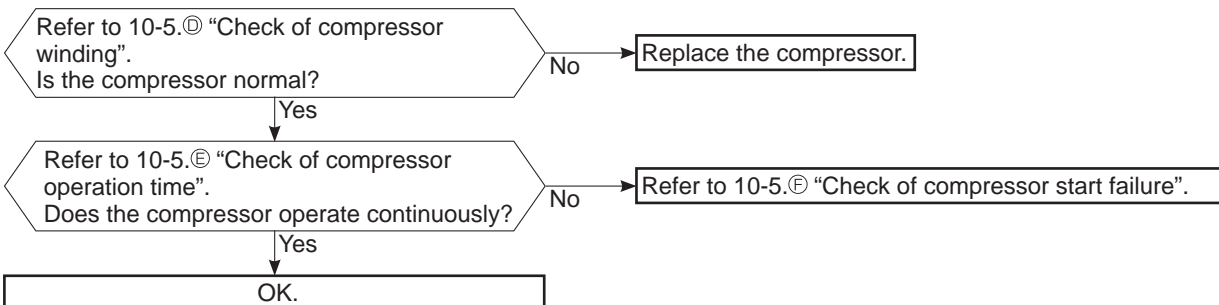 Refer to 10-5.Ⓓ “Check of compressor
winding”.
Is the compressor normal?
No
Replace the compressor.
Yes
Refer to 10-5.Ⓔ “Check of compressor
operation time”.
Does the compressor operate continuously?
No
Refer to 10-5.Ⓕ “Check of compressor start failure”.
Yes
OK.